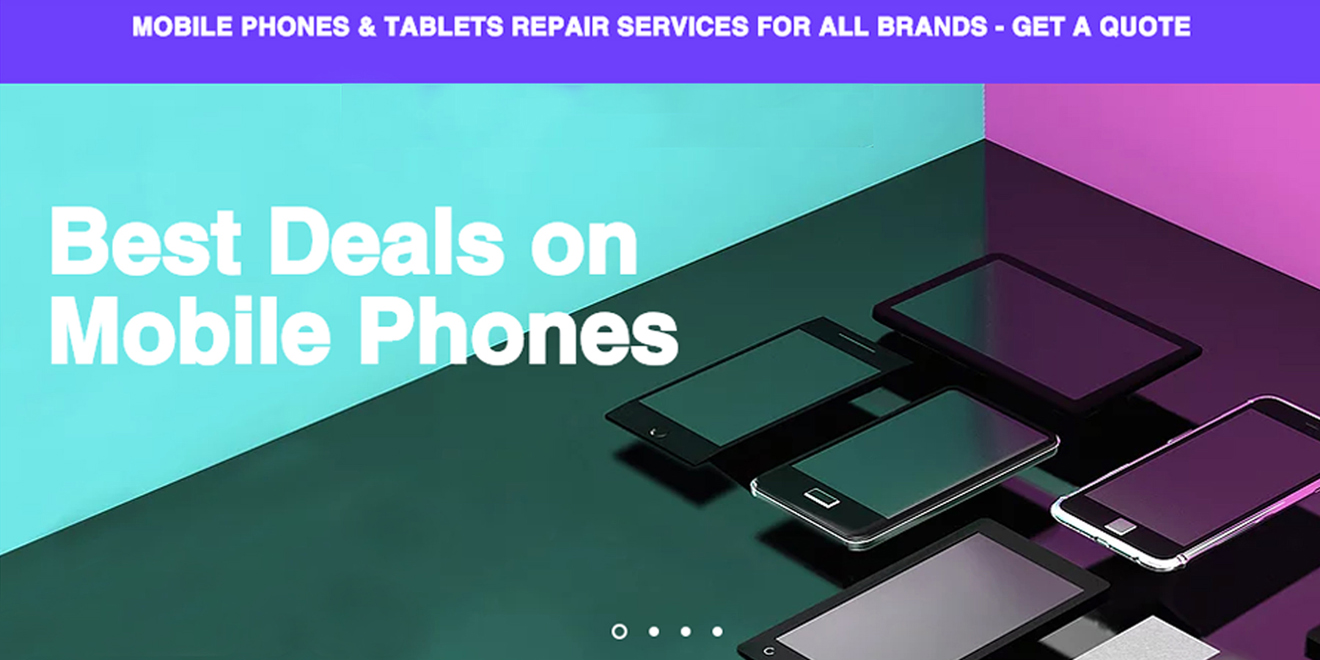 MOBILE PHONES & TABLETS REPAIR SERVICES FOR ALL BRANDS - GET A QUOTE
Best Deals on
Mobile Phones